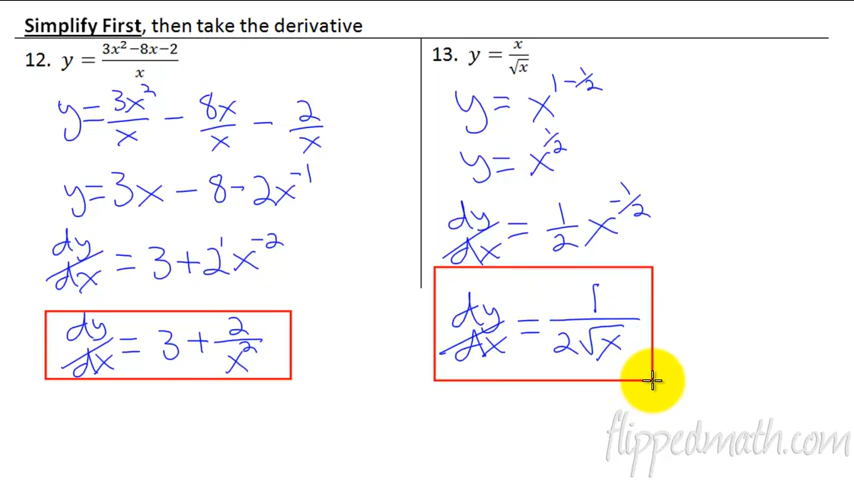 Simplify First, then take the derivative
12. y = (3x²−8x−2)/x
y = 3x²/x − 8x/x − 2/x
y = 3x − 8 − 2x⁻¹
dy/dx = 3 + 2x⁻²
dy/dx = 3 + 2/x²
13. y = x/√x
y = x^(1−1/2)
y = x^(1/2)
dy/dx = 1/2 x^(−1/2)
dy/dx = 1/(2√x)
flippedmath.com